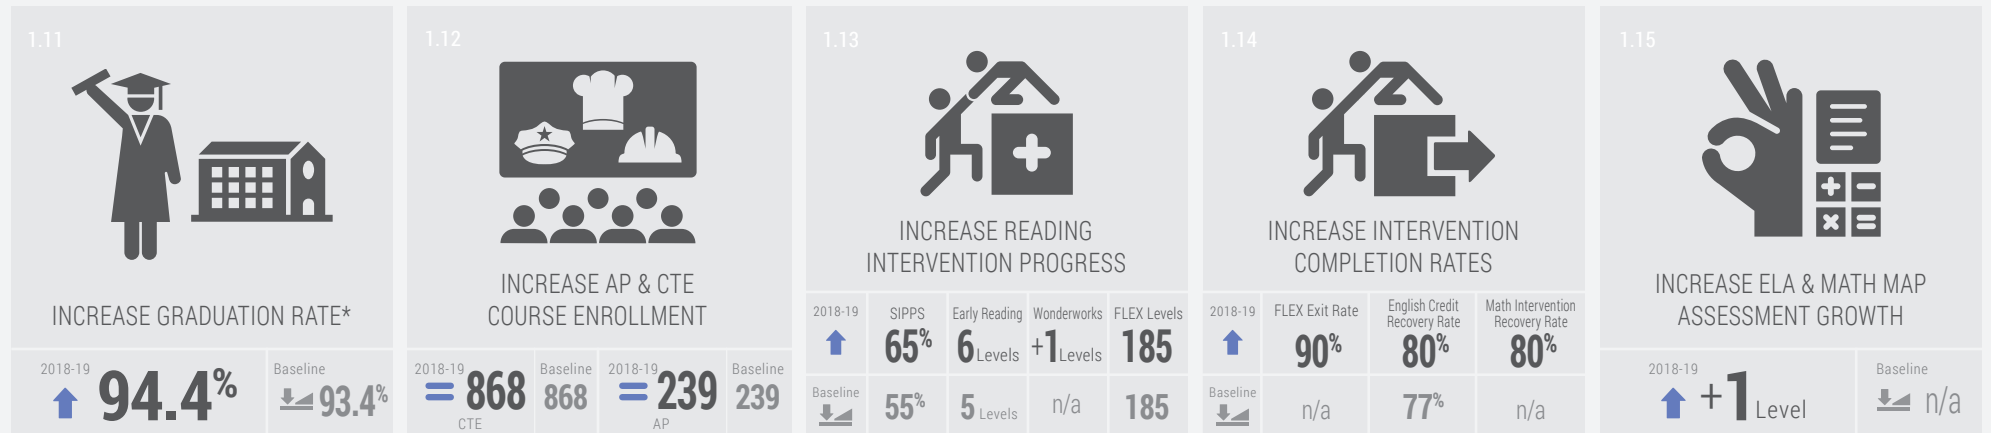 1.11
INCREASE GRADUATION RATE*
2018-19
94.4%
Baseline
93.4%
1.12
INCREASE AP & CTE
COURSE ENROLLMENT
2018-19
868
CTE
Baseline
868
2018-19
239
AP
Baseline
239
1.13
INCREASE READING
INTERVENTION PROGRESS
2018-19
SIPPS
Early Reading
Wonderworks
FLEX Levels
65%
6 Levels
+1 Levels
185
Baseline
55%
5 Levels
n/a
185
1.14
INCREASE INTERVENTION
COMPLETION RATES
2018-19
FLEX Exit Rate
English Credit
Recovery Rate
Math Intervention
Recovery Rate
90%
80%
80%
Baseline
n/a
77%
n/a
1.15
INCREASE ELA & MATH MAP
ASSESSMENT GROWTH
2018-19
+1 Level
Baseline
n/a